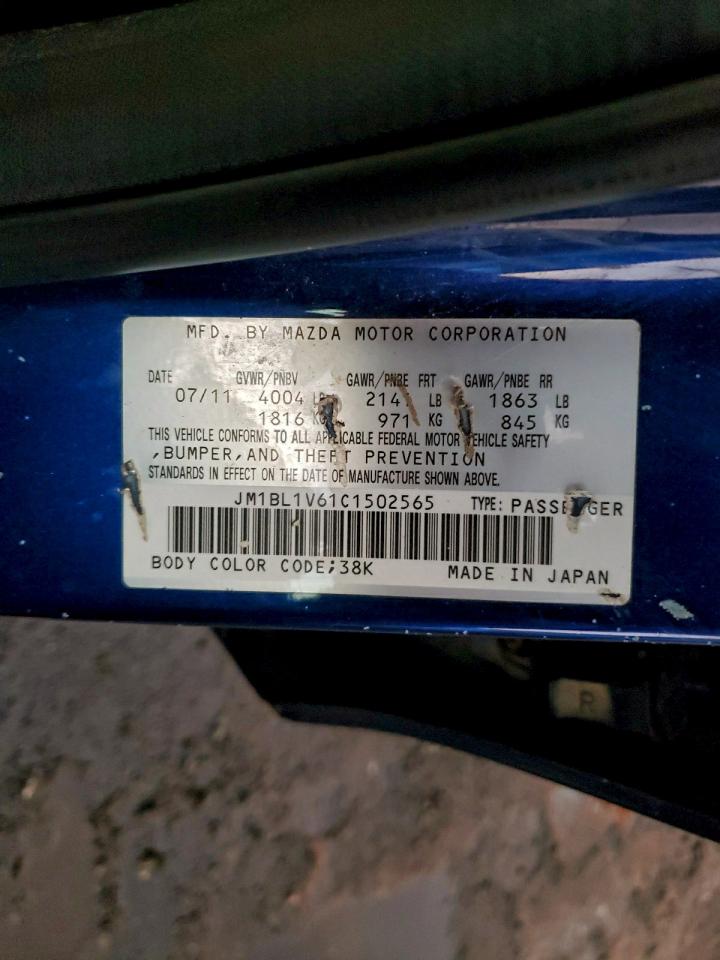 MFD. BY MAZDA MOTOR CORPORATION
DATE GVWR/PNBV GAWR/PNBE FRT GAWR/PNBE RR
07/11 4004 LB 214 LB 1863 LB
1816 KG 971 KG 845 KG
THIS VEHICLE CONFORMS TO ALL APPLICABLE FEDERAL MOTOR VEHICLE SAFETY
,BUMPER,AND THEFT PREVENTION
STANDARDS IN EFFECT ON THE DATE OF MANUFACTURE SHOWN ABOVE.
JM1BL1V61C1502565 TYPE: PASSENGER
BODY COLOR CODE;38K MADE IN JAPAN
R